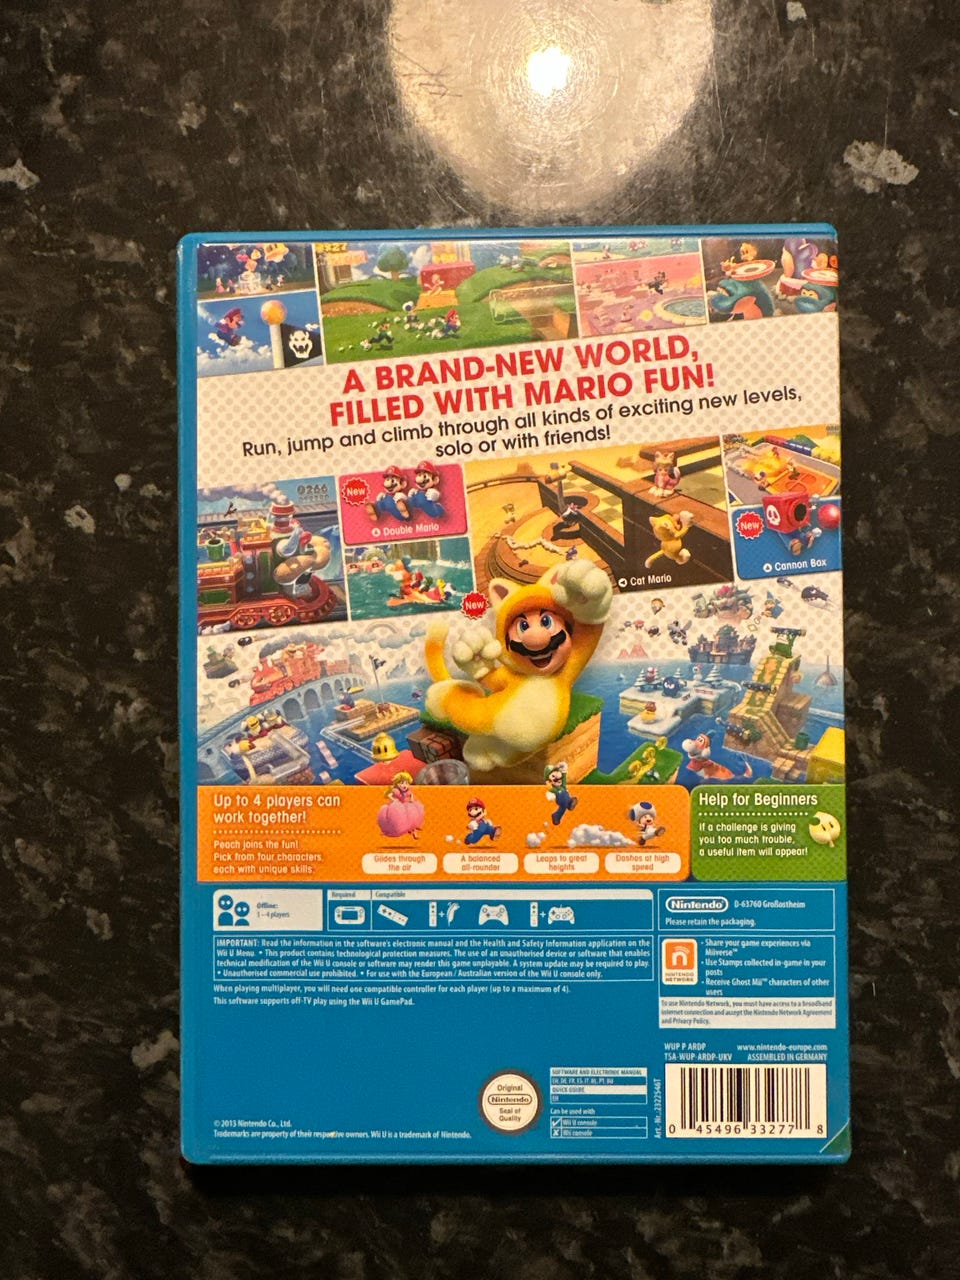 A BRAND-NEW WORLD,
FILLED WITH MARIO FUN!
Run, jump and climb through all kinds of exciting new levels,
solo or with friends!
0266
New
Double Mario
Cat Mario
New
Cannon Box
New
Up to 4 players can
work together!
Peach joins the fun!
Pick from four characters,
each with unique skills.
Glides through
the air
A balanced
all-rounder
Leaps to great
heights
Dashes at high
speed
Help for Beginners
If a challenge is giving
you too much trouble,
a useful item will appear!
Offline:
1–4 players
Required
Compatible
Nintendo
D-63760 Großostheim
Please retain the packaging.
IMPORTANT: Read the information in the software's electronic manual and the Health and Safety Information application on the
Wii U Menu. • This product contains technological protection measures. The use of an unauthorised device or software that enables
technical modification of the Wii U console or software may render this game unplayable. A system update may be required to play.
• Unauthorised commercial use prohibited. • For use with the European / Australian version of the Wii U console only.
When playing multiplayer, you will need one compatible controller for each player (up to a maximum of 4).
This software supports off-TV play using the Wii U GamePad.
NINTENDO
NETWORK
- Share your game experiences via
Miiverse™
- Use Stamps collected in-game in your
posts
- Receive Ghost Mii™ characters of other
users
To use Nintendo Network, you must have access to a broadband
internet connection and accept the Nintendo Network Agreement
and Privacy Policy.
WUP P ARDP
www.nintendo-europe.com
TSA-WUP-ARDP-UKV
ASSEMBLED IN GERMANY
Original
Nintendo
Seal of
Quality
SOFTWARE AND ELECTRONIC MANUAL
EN, DE, FR, ES, IT, NL, PT, RU
QUICK GUIDE
EN
Can be used with
Wii U console
Wii console
Art.-Nr.: 2322546T
0 45496 33277 8
© 2013 Nintendo Co., Ltd.
Trademarks are property of their respective owners. Wii U is a trademark of Nintendo.